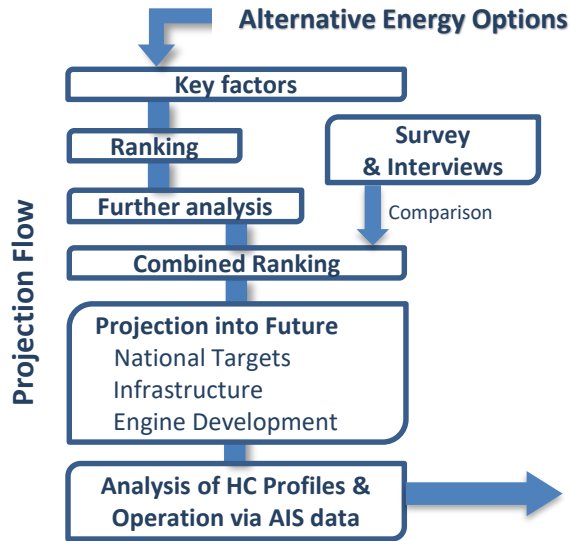 Alternative Energy Options
Key factors
Ranking
Survey
& Interviews
Further analysis
Comparison
Combined Ranking
Projection Flow
Projection into Future
National Targets
Infrastructure
Engine Development
Analysis of HC Profiles &
Operation via AIS data